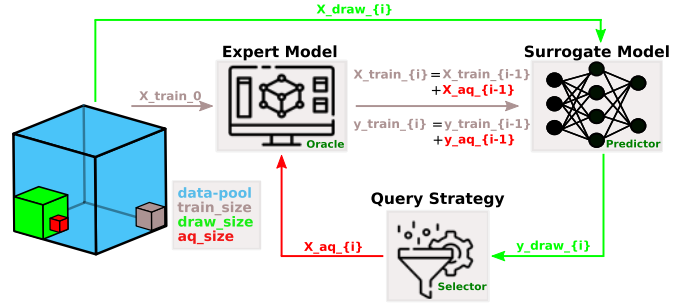 X_draw_{i}
Expert Model
Surrogate Model
X_train_0
X_train_{i}=X_train_{i-1}
+X_aq_{i-1}
y_train_{i} =y_train_{i-1}
+y_aq_{i-1}
Oracle
Predictor
data-pool
train_size
draw_size
aq_size
Query Strategy
X_aq_{i}
y_draw_{i}
Selector